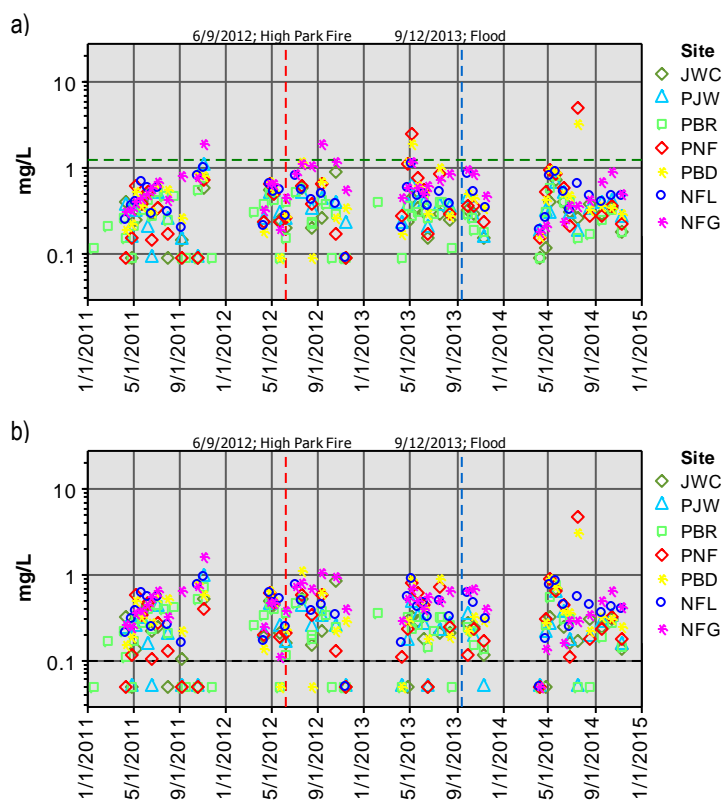 a)
6/9/2012; High Park Fire 9/12/2013; Flood
Site
JWC
PJW
PBR
PNF
PBD
NFL
NFG
mg/L
10
1
0.1
1/1/2011
5/1/2011
9/1/2011
1/1/2012
5/1/2012
9/1/2012
1/1/2013
5/1/2013
9/1/2013
1/1/2014
5/1/2014
9/1/2014
1/1/2015
b)
6/9/2012; High Park Fire 9/12/2013; Flood
Site
JWC
PJW
PBR
PNF
PBD
NFL
NFG
mg/L
10
1
0.1
1/1/2011
5/1/2011
9/1/2011
1/1/2012
5/1/2012
9/1/2012
1/1/2013
5/1/2013
9/1/2013
1/1/2014
5/1/2014
9/1/2014
1/1/2015